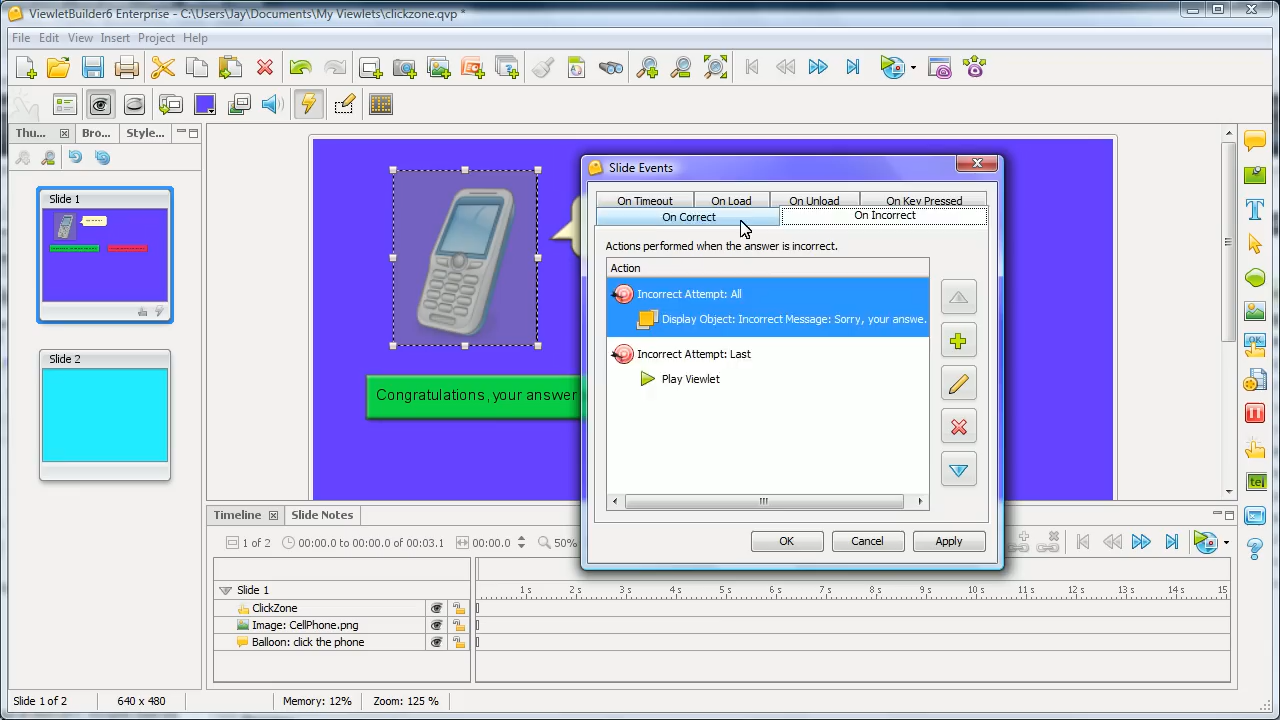 ViewletBuilder6 Enterprise - C:\Users\Jay\Documents\My Viewlets\clickzone.qvp *
File Edit View Insert Project Help
Thu... Bro... Style...
Slide 1
Slide 2
Congratulations, your answer
Slide Events
On Timeout On Load On Unload On Key Pressed
On Correct On Incorrect
Actions performed when the answer is incorrect.
Action
Incorrect Attempt: All
Display Object: Incorrect Message: Sorry, your answe.
Incorrect Attempt: Last
Play Viewlet
OK Cancel Apply
OK
tel
Timeline Slide Notes
1 of 2 00:00.0 to 00:00.0 of 00:03.1 00:00.0 50%
Slide 1 1 s 2 s 3 s 4 s 5 s 6 s 7 s 8 s 9 s 10 s 11 s 12 s 13 s 14 s 15
ClickZone
Image: CellPhone.png
Balloon: click the phone
Slide 1 of 2 640 x 480 Memory: 12% Zoom: 125 %